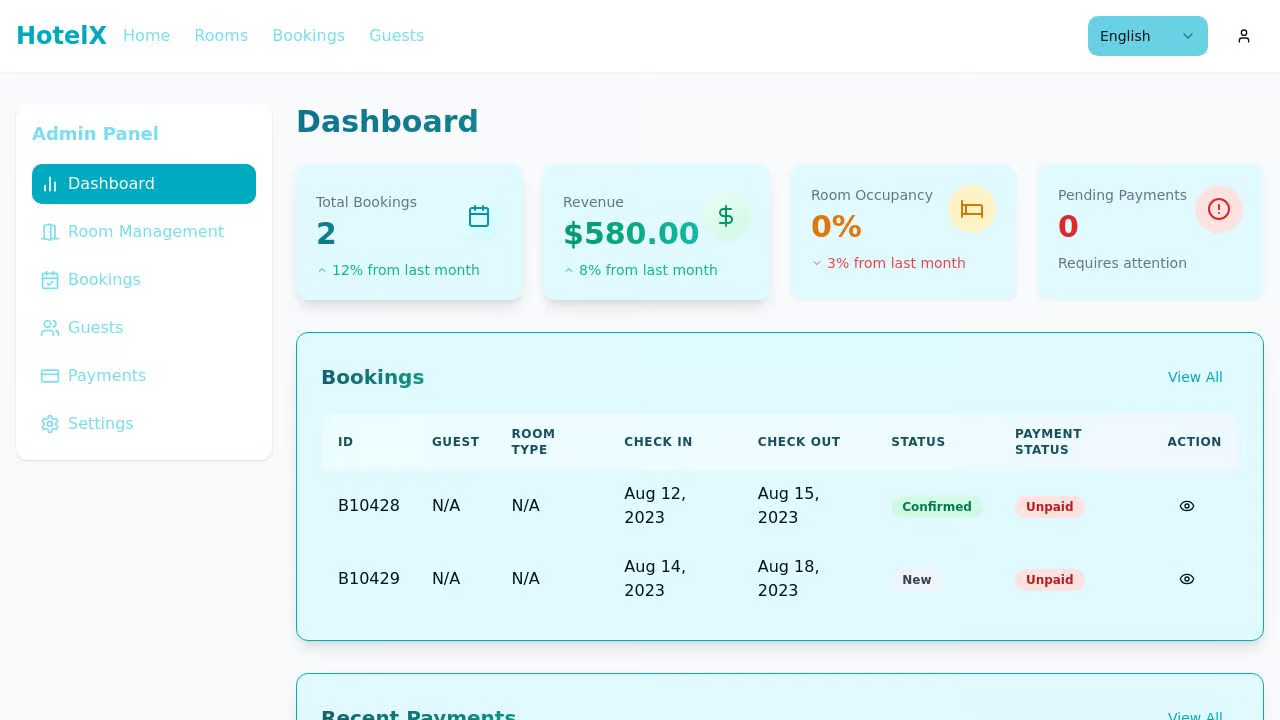 HotelX Home Rooms Bookings Guests English
Admin Panel
Dashboard
Room Management
Bookings
Guests
Payments
Settings
Dashboard
Total Bookings
2
12% from last month
Revenue
$580.00
8% from last month
Room Occupancy
0%
3% from last month
Pending Payments
0
Requires attention
Bookings View All
ID GUEST ROOM TYPE CHECK IN CHECK OUT STATUS PAYMENT STATUS ACTION
B10428 N/A N/A Aug 12, 2023 Aug 15, 2023 Confirmed Unpaid
B10429 N/A N/A Aug 14, 2023 Aug 18, 2023 New Unpaid
Recent Payments View All